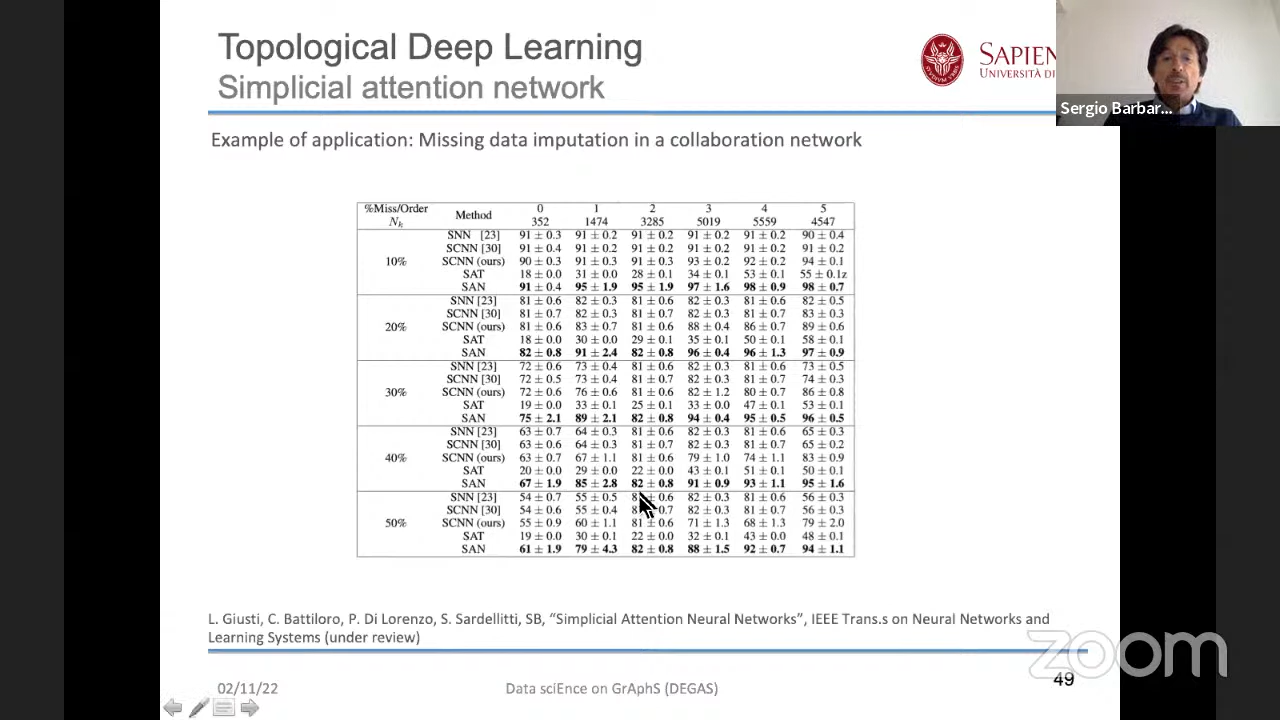 Topological Deep Learning
Simplicial attention network
SAPIEN
UNIVERSITÀ DI
Sergio Barbar...
Example of application: Missing data imputation in a collaboration network
%Miss/Order Method 0 1 2 3 4 5
N_k 352 1474 3285 5019 5559 4547
10%
SNN [23] 91 ± 0.3 91 ± 0.2 91 ± 0.2 91 ± 0.2 91 ± 0.2 90 ± 0.4
SCNN [30] 91 ± 0.4 91 ± 0.2 91 ± 0.2 91 ± 0.2 91 ± 0.2 91 ± 0.2
SCNN (ours) 90 ± 0.3 91 ± 0.3 91 ± 0.3 93 ± 0.2 92 ± 0.2 94 ± 0.1
SAT 18 ± 0.0 31 ± 0.0 28 ± 0.1 34 ± 0.1 53 ± 0.1 55 ± 0.1z
SAN 91 ± 0.4 95 ± 1.9 95 ± 1.9 97 ± 1.6 98 ± 0.9 98 ± 0.7
20%
SNN [23] 81 ± 0.6 82 ± 0.3 81 ± 0.6 82 ± 0.3 81 ± 0.6 82 ± 0.5
SCNN [30] 81 ± 0.7 82 ± 0.3 81 ± 0.7 82 ± 0.3 81 ± 0.7 83 ± 0.3
SCNN (ours) 81 ± 0.6 83 ± 0.7 81 ± 0.6 88 ± 0.4 86 ± 0.7 89 ± 0.6
SAT 18 ± 0.0 30 ± 0.0 29 ± 0.1 35 ± 0.1 50 ± 0.1 58 ± 0.1
SAN 82 ± 0.8 91 ± 2.4 82 ± 0.8 96 ± 0.4 96 ± 1.3 97 ± 0.9
30%
SNN [23] 72 ± 0.6 73 ± 0.4 81 ± 0.6 82 ± 0.3 81 ± 0.6 73 ± 0.5
SCNN [30] 72 ± 0.5 73 ± 0.4 81 ± 0.7 82 ± 0.3 81 ± 0.7 74 ± 0.3
SCNN (ours) 72 ± 0.6 76 ± 0.6 81 ± 0.6 82 ± 1.2 80 ± 0.7 86 ± 0.8
SAT 19 ± 0.0 33 ± 0.1 25 ± 0.1 33 ± 0.0 47 ± 0.1 53 ± 0.1
SAN 75 ± 2.1 89 ± 2.1 82 ± 0.8 94 ± 0.4 95 ± 0.5 96 ± 0.5
40%
SNN [23] 63 ± 0.7 64 ± 0.3 81 ± 0.6 82 ± 0.3 81 ± 0.6 65 ± 0.3
SCNN [30] 63 ± 0.6 64 ± 0.3 81 ± 0.7 82 ± 0.3 81 ± 0.7 65 ± 0.2
SCNN (ours) 63 ± 0.7 67 ± 1.1 81 ± 0.6 79 ± 1.0 74 ± 1.1 83 ± 0.9
SAT 20 ± 0.0 29 ± 0.0 22 ± 0.0 43 ± 0.1 51 ± 0.1 50 ± 0.1
SAN 67 ± 1.9 85 ± 2.8 82 ± 0.8 91 ± 0.9 93 ± 1.1 95 ± 1.6
50%
SNN [23] 54 ± 0.7 55 ± 0.5 0.6 82 ± 0.3 81 ± 0.6 56 ± 0.3
SCNN [30] 54 ± 0.6 55 ± 0.4 0.7 82 ± 0.3 81 ± 0.7 56 ± 0.3
SCNN (ours) 55 ± 0.9 60 ± 1.1 81 ± 0.6 71 ± 1.3 68 ± 1.3 79 ± 2.0
SAT 19 ± 0.0 30 ± 0.1 22 ± 0.0 32 ± 0.1 43 ± 0.0 48 ± 0.1
SAN 61 ± 1.9 79 ± 4.3 82 ± 0.8 88 ± 1.5 92 ± 0.7 94 ± 1.1
L. Giusti, C. Battiloro, P. Di Lorenzo, S. Sardellitti, SB, “Simplicial Attention Neural Networks”, IEEE Trans.s on Neural Networks and
Learning Systems (under review)
zoom
02/11/22
Data sciEnce on GrAphS (DEGAS)
49